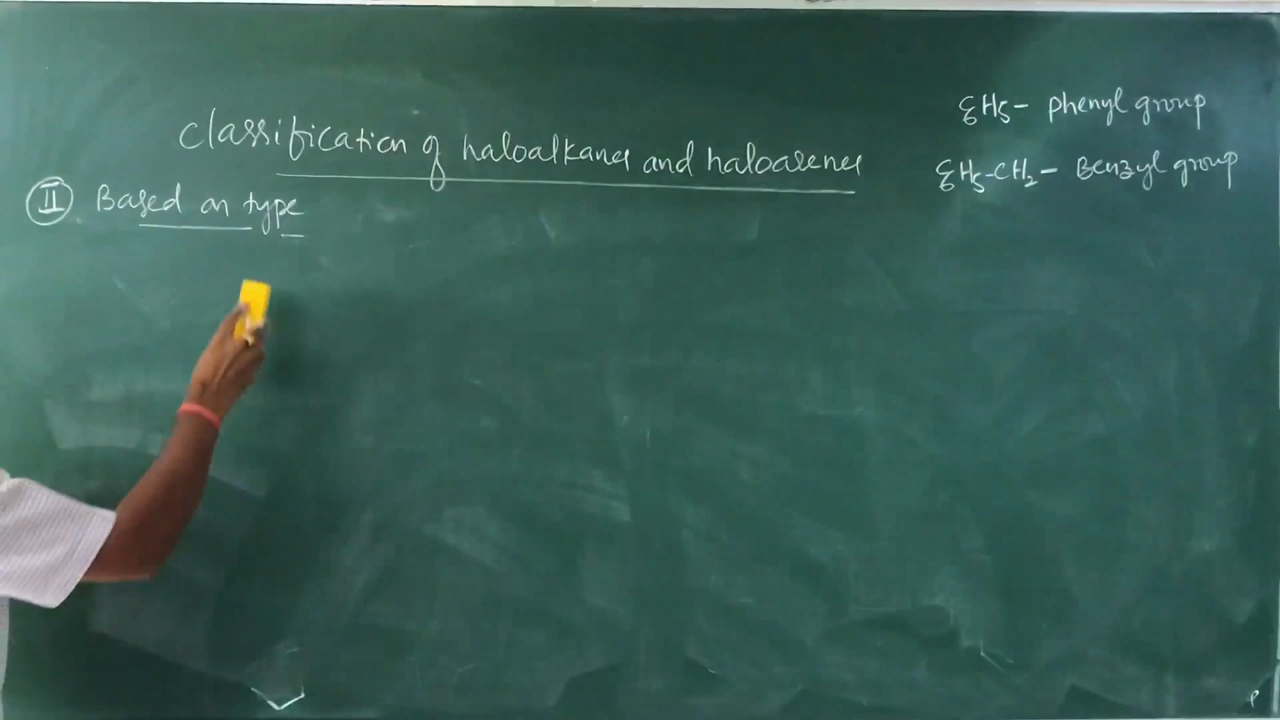 Classification of haloalkanes and haloarenes
II Based on type
C6H5- phenyl group
C6H5-CH2- Benzyl group
P